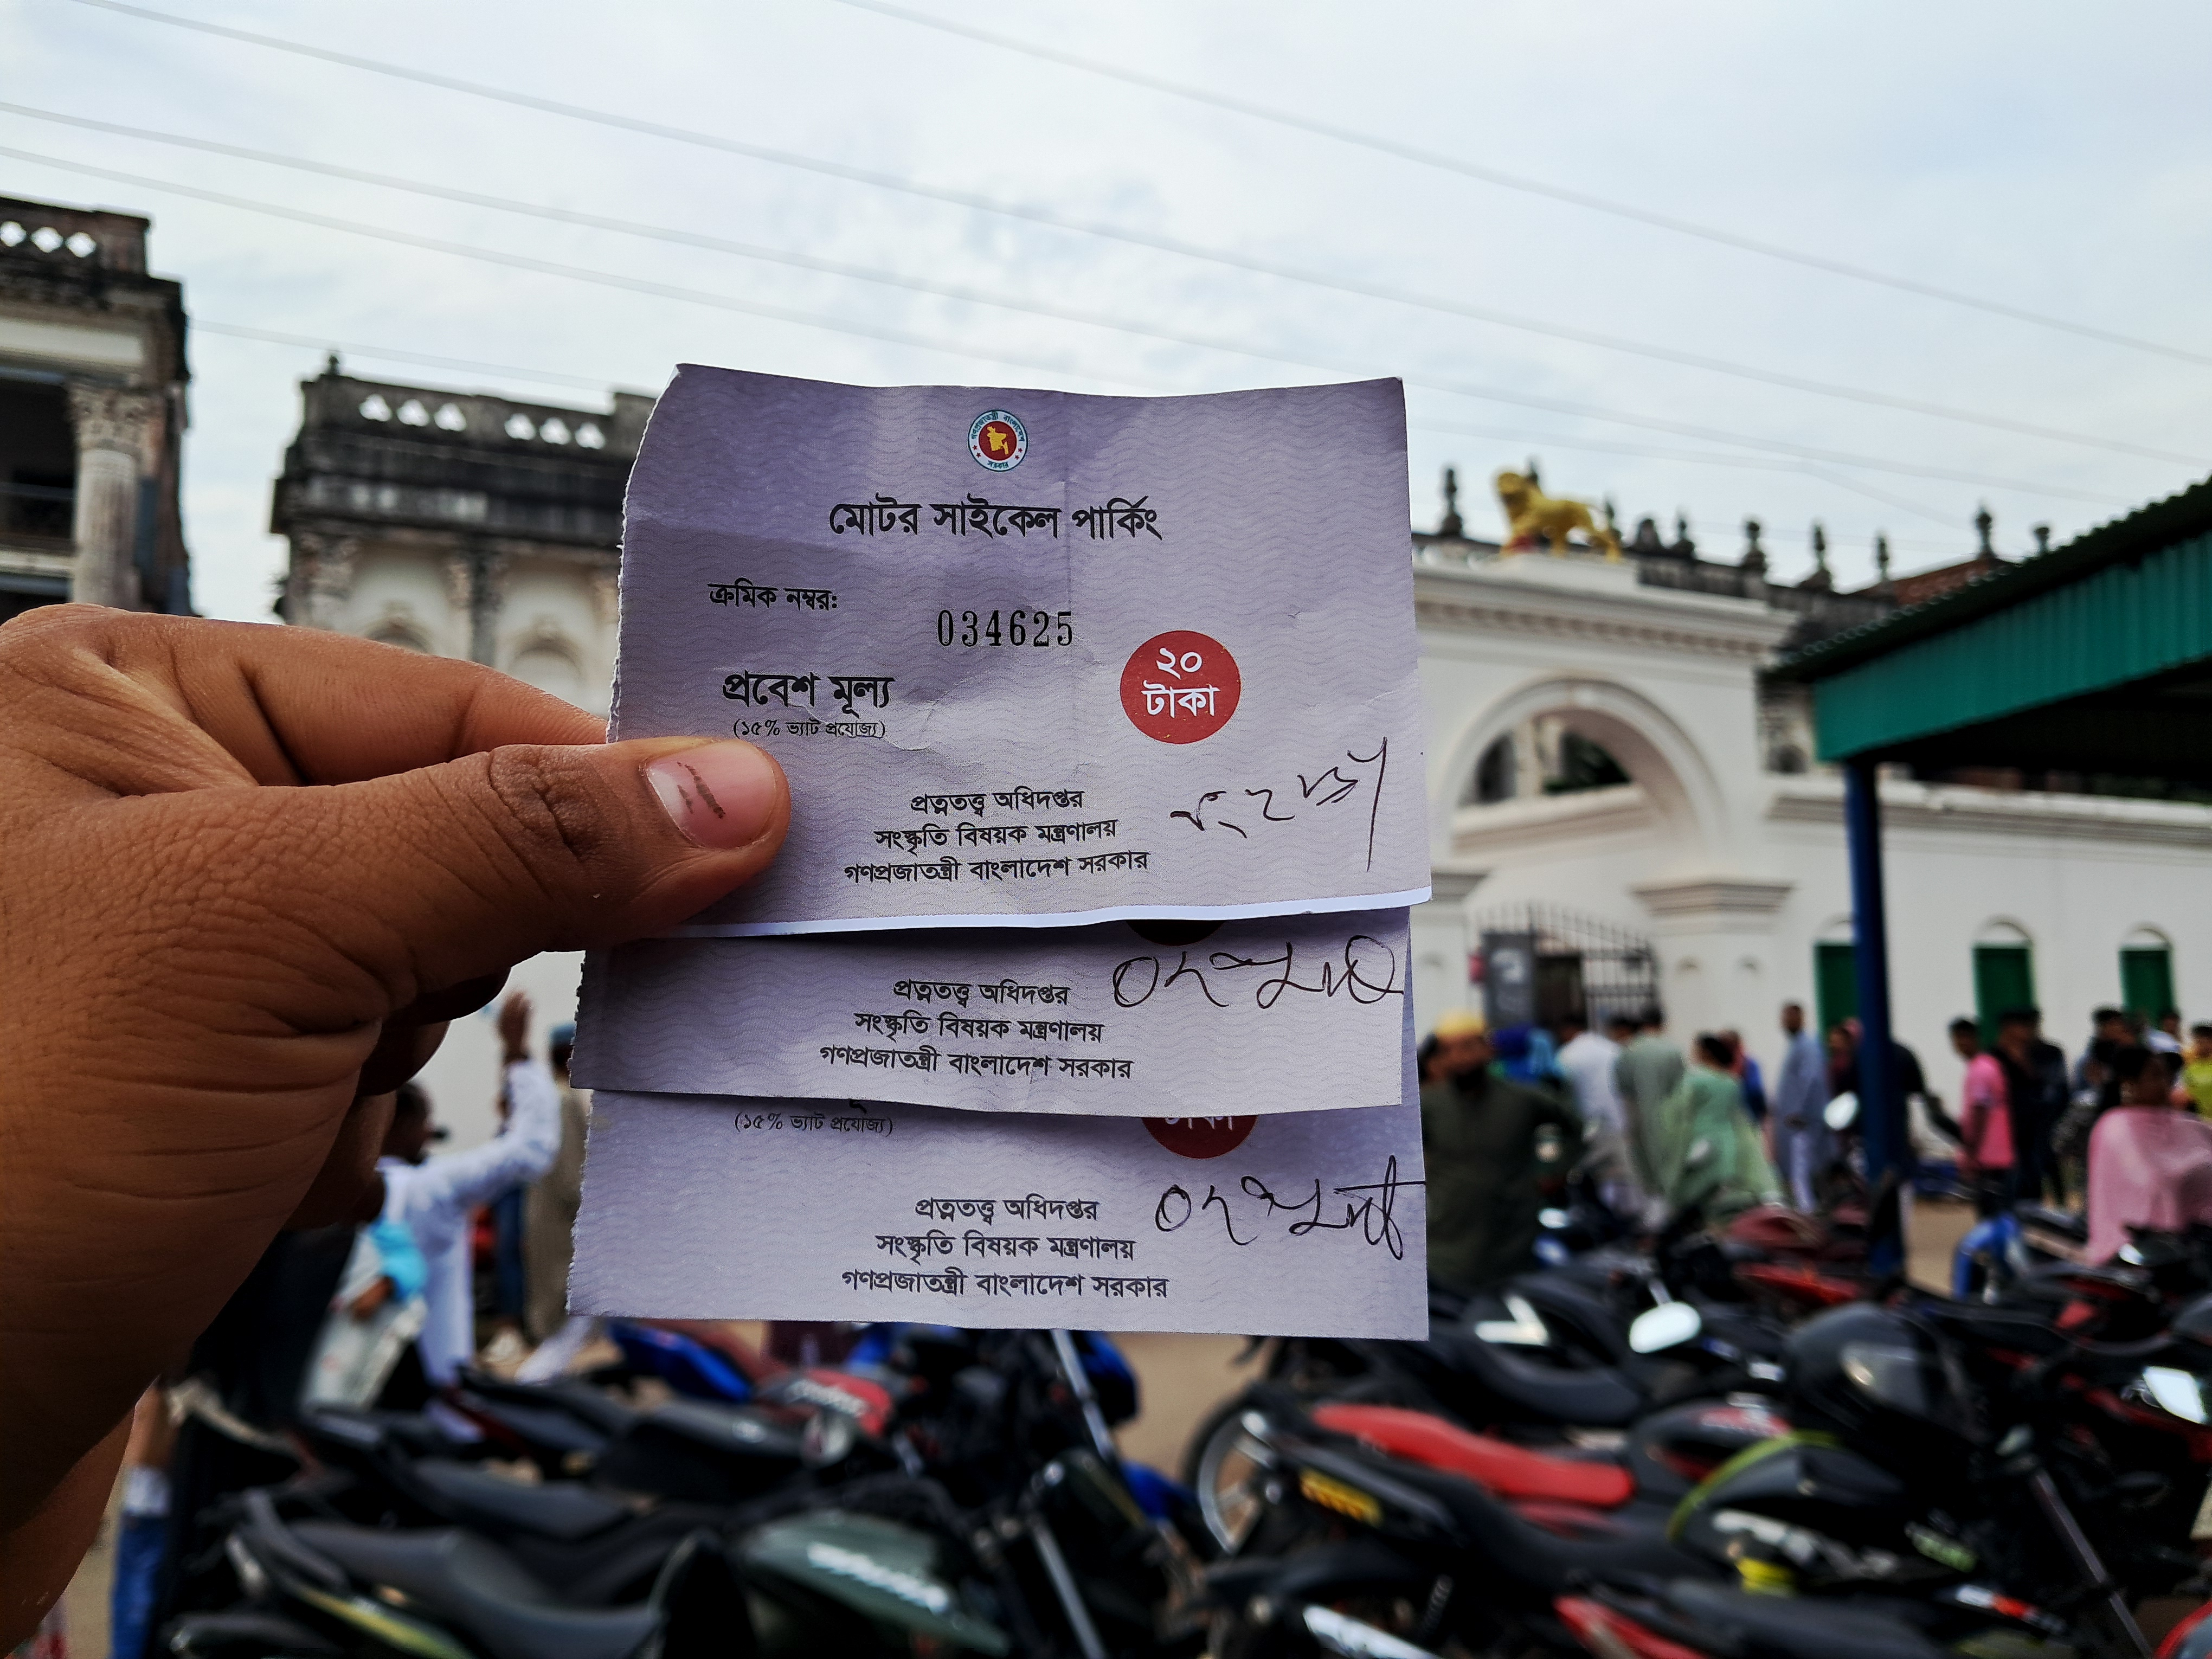 মোটর সাইকেল পার্কিং
ক্রমিক নম্বর:
034625
প্রবেশ মূল্য
(১৫% ভ্যাট প্রযোজ্য)
২০
টাকা
প্রত্নতত্ত্ব অধিদপ্তর
সংস্কৃতি বিষয়ক মন্ত্রণালয়
গণপ্রজাতন্ত্রী বাংলাদেশ সরকার
প্রত্নতত্ত্ব অধিদপ্তর
সংস্কৃতি বিষয়ক মন্ত্রণালয়
গণপ্রজাতন্ত্রী বাংলাদেশ সরকার
(১৫% ভ্যাট প্রযোজ্য)
টাকা
প্রত্নতত্ত্ব অধিদপ্তর
সংস্কৃতি বিষয়ক মন্ত্রণালয়
গণপ্রজাতন্ত্রী বাংলাদেশ সরকার